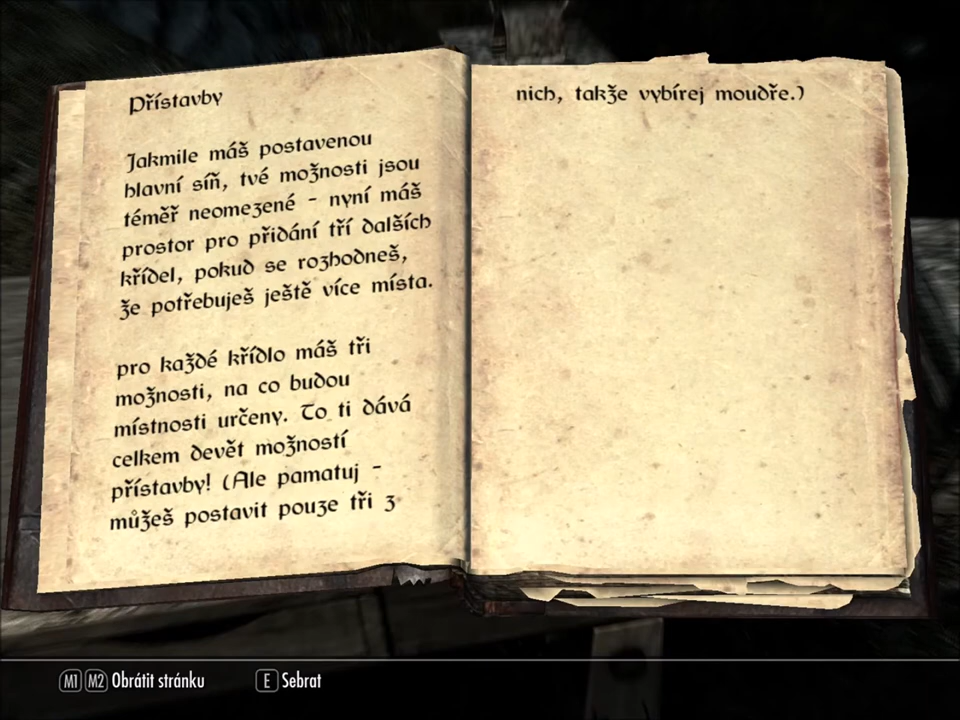 Přístavby
Jakmile máš postavenou
hlavní síň, tvé možnosti jsou
téměř neomezené - nyní máš
prostor pro přidání tří dalších
křídel, pokud se rozhodneš,
že potřebuješ ještě více místa.
pro každé křídlo máš tři
možnosti, na co budou
místnosti určeny. To ti dává
celkem devět možností
přístavby! (Ale pamatuj -
můžeš postavit pouze tři z
nich, takže vybírej moudře.)
M1 M2 Obrátit stránku
E Sebrat